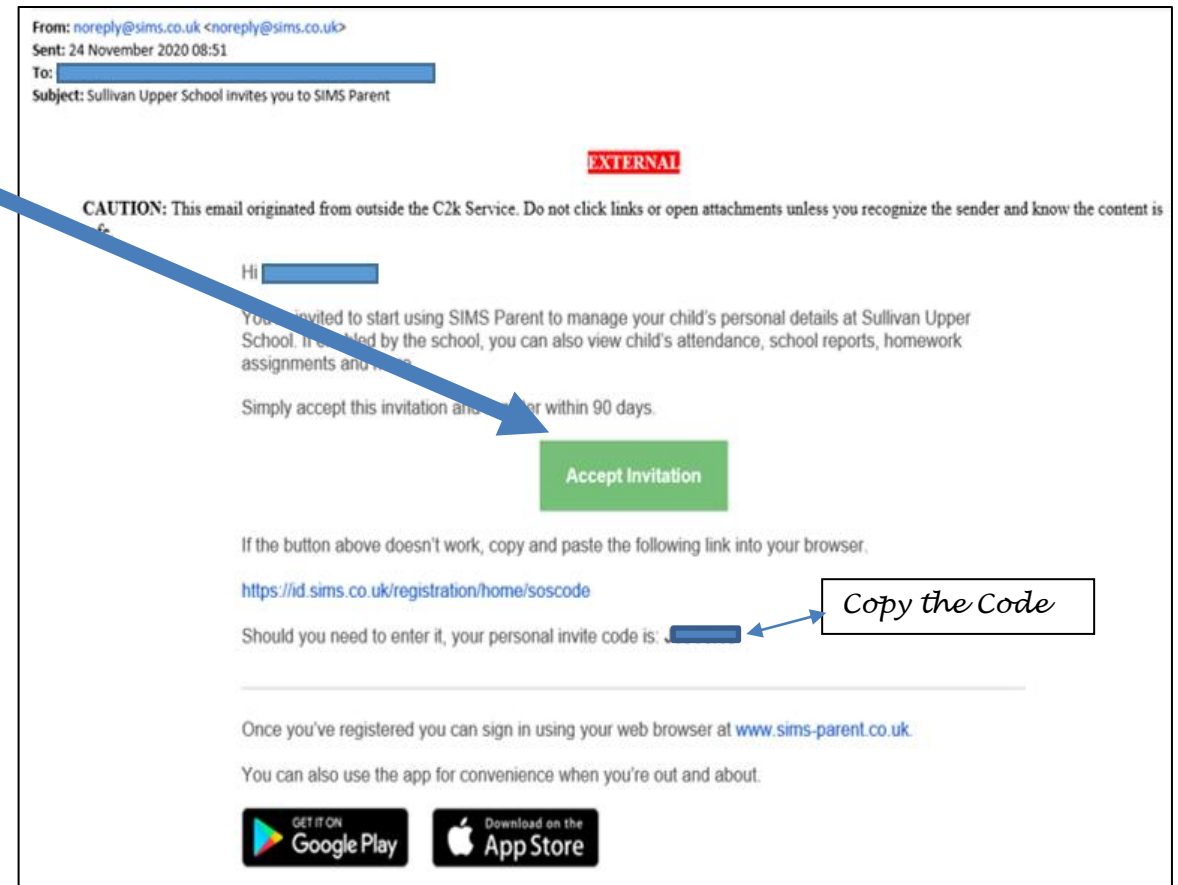 From: noreply@sims.co.uk <noreply@sims.co.uk>
Sent: 24 November 2020 08:51
To:
Subject: Sullivan Upper School invites you to SIMS Parent
EXTERNAL
CAUTION: This email originated from outside the C2k Service. Do not click links or open attachments unless you recognize the sender and know the content is
Hi
invited to start using SIMS Parent to manage your child's personal details at Sullivan Upper
School. by the school, you can also view child's attendance, school reports, homework
assignments and
Simply accept this invitation and within 90 days.
Accept Invitation
If the button above doesn't work, copy and paste the following link into your browser.
https://id.sims.co.uk/registration/home/soscode
Copy the Code
Should you need to enter it, your personal invite code is:
Once you've registered you can sign in using your web browser at www.sims-parent.co.uk.
You can also use the app for convenience when you're out and about.
GET IT ON Google Play
Download on the App Store